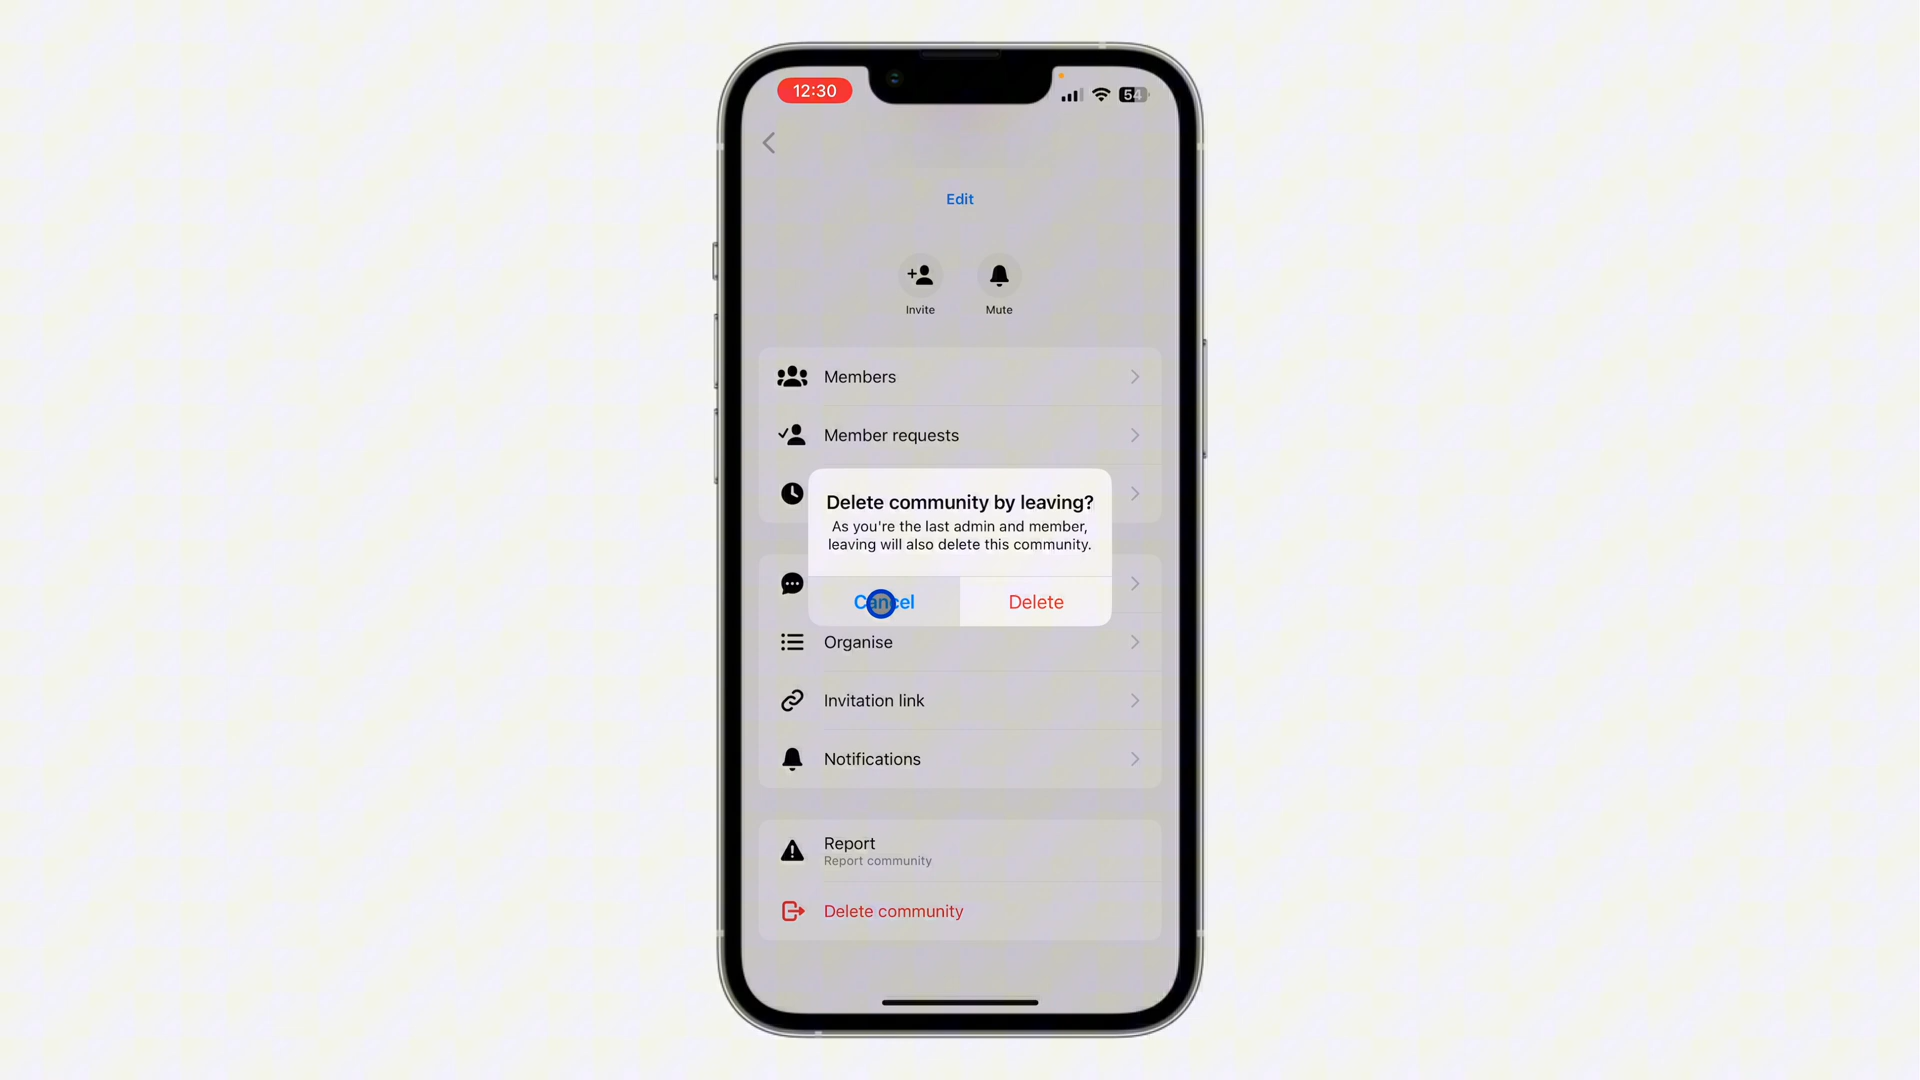 12:30
54
Edit
Invite
Mute
Members
Member requests
Delete community by leaving?
As you're the last admin and member,
leaving will also delete this community.
Cancel
Delete
Organise
Invitation link
Notifications
Report
Report community
Delete community